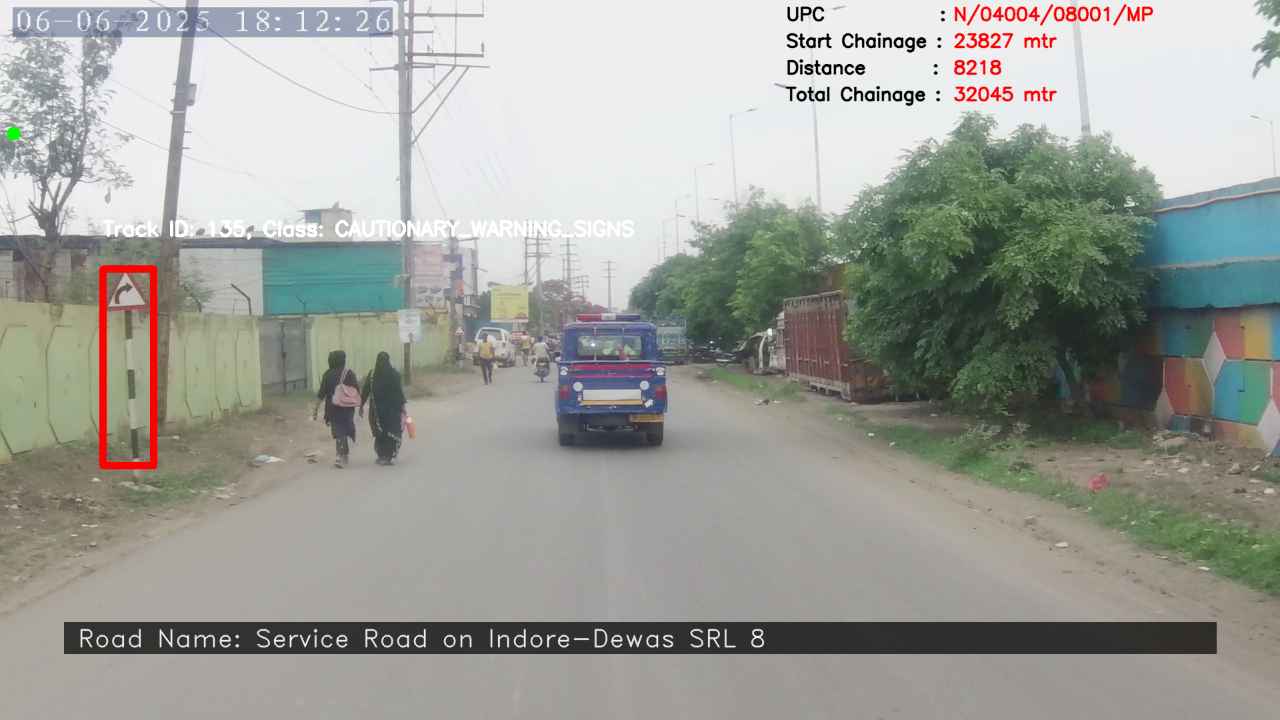 06-06-2025 18:12:26
UPC : N/04004/08001/MP
Start Chainage : 23827 mtr
Distance : 8218
Total Chainage : 32045 mtr
Track ID: 135, Class: CAUTIONARY_WARNING_SIGNS
Road Name: Service Road on Indore-Dewas SRL 8